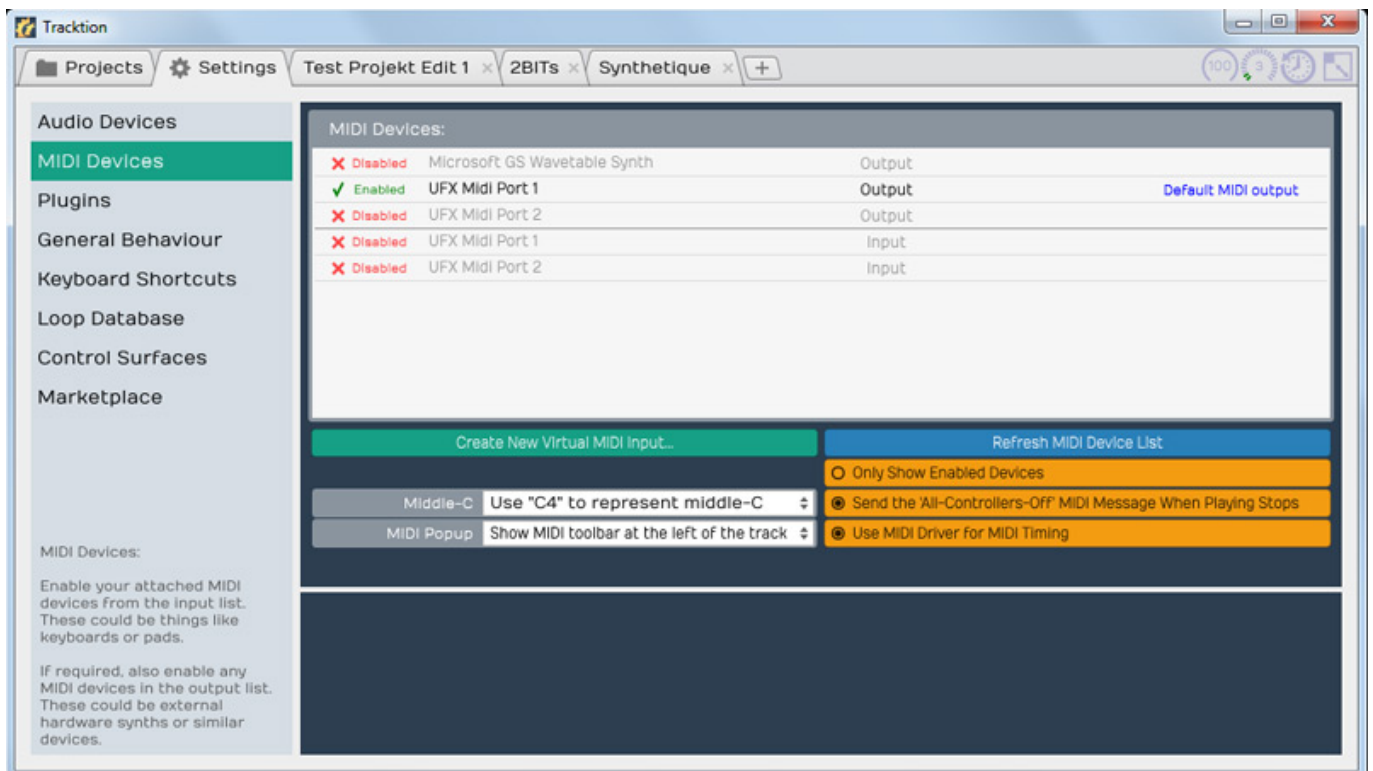 Tracktion
Projects Settings Test Projekt Edit 1 × 2BITs × Synthetique × +
100 3
Audio Devices
MIDI Devices
Plugins
General Behaviour
Keyboard Shortcuts
Loop Database
Control Surfaces
Marketplace
MIDI Devices:
Enable your attached MIDI
devices from the input list.
These could be things like
keyboards or pads.
If required, also enable any
MIDI devices in the output list.
These could be external
hardware synths or similar
devices.
MIDI Devices:
Disabled Microsoft GS Wavetable Synth Output
Enabled UFX Midi Port 1 Output Default MIDI output
Disabled UFX Midi Port 2 Output
Disabled UFX Midi Port 1 Input
Disabled UFX Midi Port 2 Input
Create New Virtual MIDI Input... Refresh MIDI Device List
Only Show Enabled Devices
Middle-C Use "C4" to represent middle-C Send the 'All-Controllers-Off' MIDI Message When Playing Stops
MIDI Popup Show MIDI toolbar at the left of the track Use MIDI Driver for MIDI Timing